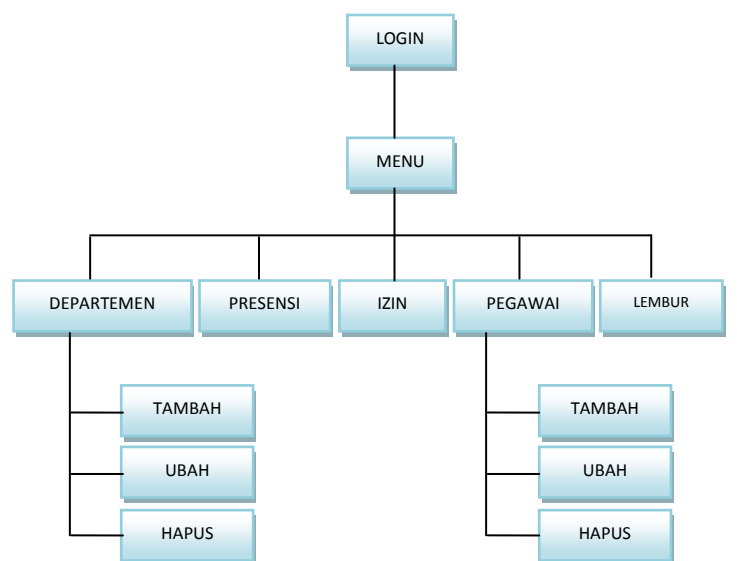 LOGIN
MENU
DEPARTEMEN
PRESENSI
IZIN
PEGAWAI
LEMBUR
TAMBAH
UBAH
HAPUS
TAMBAH
UBAH
HAPUS